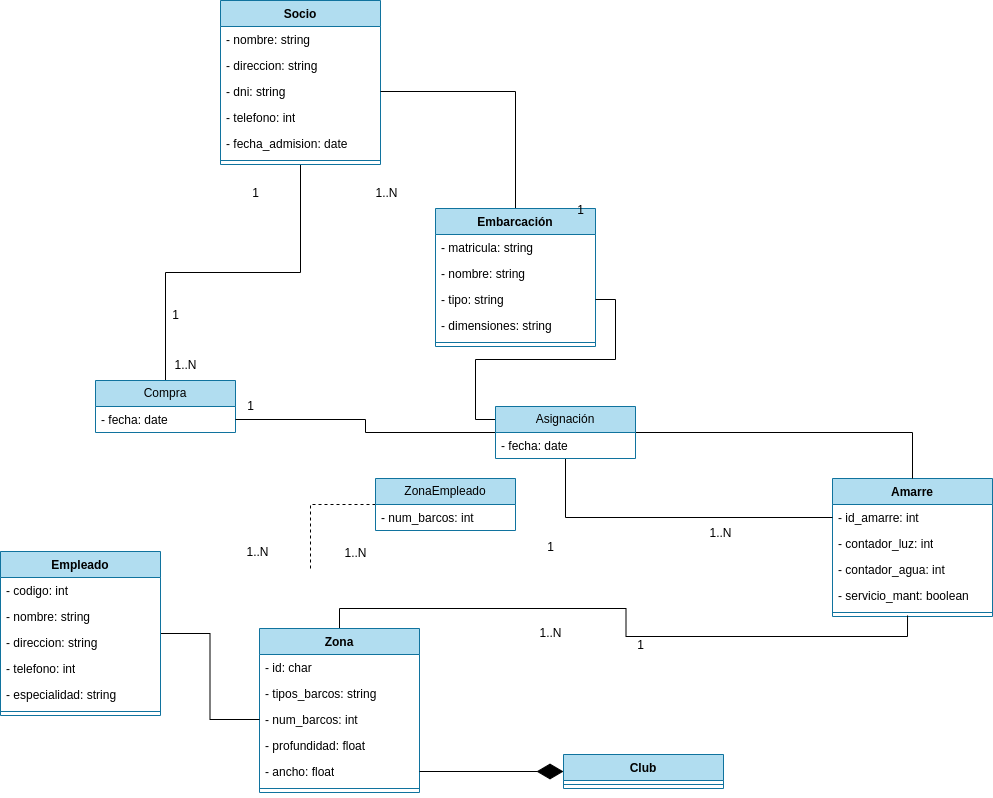 Socio
- nombre: string
- direccion: string
- dni: string
- telefono: int
- fecha_admision: date
1
1..N
1
Embarcación
- matricula: string
- nombre: string
- tipo: string
- dimensiones: string
1
1..N
Compra
- fecha: date
1
Asignación
- fecha: date
ZonaEmpleado
- num_barcos: int
Amarre
- id_amarre: int
- contador_luz: int
- contador_agua: int
- servicio_mant: boolean
1..N
1..N
1
1..N
Empleado
- codigo: int
- nombre: string
- direccion: string
- telefono: int
- especialidad: string
1..N
1
Zona
- id: char
- tipos_barcos: string
- num_barcos: int
- profundidad: float
- ancho: float
Club